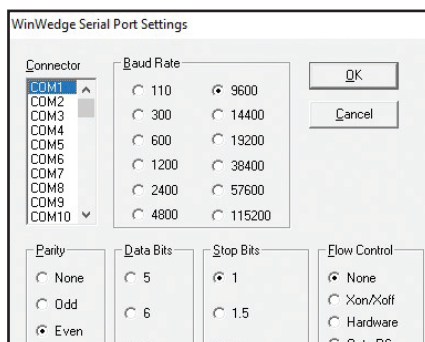 WinWedge Serial Port Settings
Connector
COM1
COM2
COM3
COM4
COM5
COM6
COM7
COM8
COM9
COM10
Baud Rate
110
300
600
1200
2400
4800
9600
14400
19200
38400
57600
115200
OK
Cancel
Parity
None
Odd
Even
Data Bits
5
6
Stop Bits
1
1.5
Flow Control
None
Xon/Xoff
Hardware